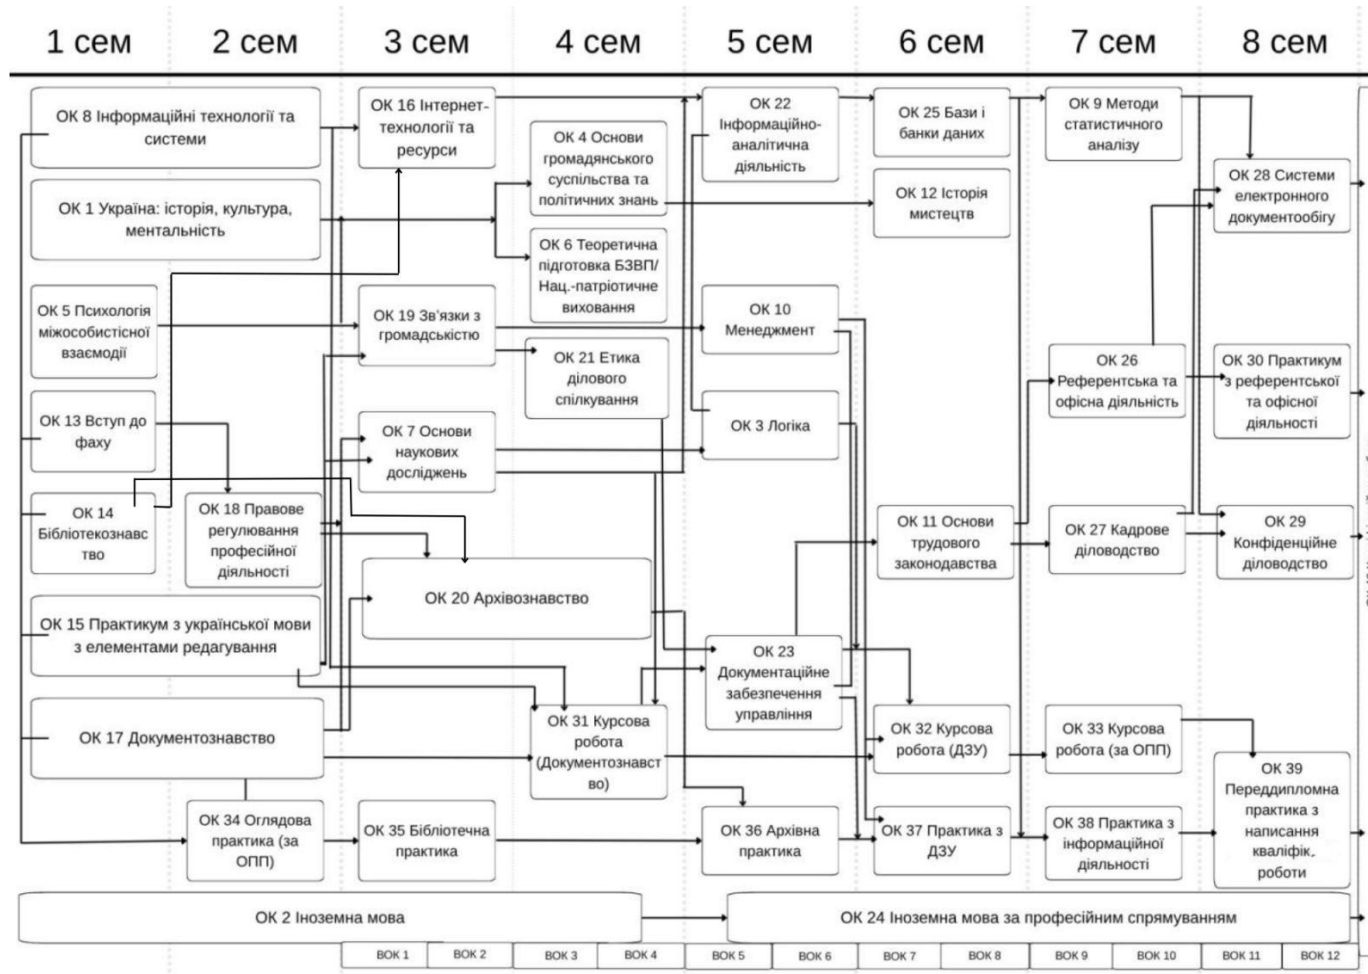 1 сем
2 сем
3 сем
4 сем
5 сем
6 сем
7 сем
8 сем
ОК 8 Інформаційні технології та
системи
ОК 1 Україна: історія, культура,
ментальність
ОК 5 Психологія
міжособистісної
взаємодії
ОК 13 Вступ до
фаху
ОК 14
Бібліотекознавс
тво
ОК 15 Практикум з української мови
з елементами редагування
ОК 17 Документознавство
ОК 18 Правове
регулювання
професійної
діяльності
ОК 34 Оглядова
практика (за
ОПП)
ОК 16 Інтернет-
технології та
ресурси
ОК 19 Зв'язки з
громадськістю
ОК 7 Основи
наукових
досліджень
ОК 20 Архівознавство
ОК 35 Бібліотечна
практика
ОК 4 Основи
громадянського
суспільства та
політичних знань
ОК 6 Теоретична
підготовка БЗВП/
Нац.-патріотичне
виховання
ОК 21 Етика
ділового
спілкування
ОК 31 Курсова
робота
(Документознавст
во)
ОК 22
Інформаційно-
аналітична
діяльність
ОК 10
Менеджмент
ОК 3 Логіка
ОК 23
Документаційне
забезпечення
управління
ОК 36 Архівна
практика
ОК 25 Бази і
банки даних
ОК 12 Історія
мистецтв
ОК 11 Основи
трудового
законодавства
ОК 32 Курсова
робота (ДЗУ)
ОК 37 Практика з
ДЗУ
ОК 9 Методи
статистичного
аналізу
ОК 26
Референтська та
офісна діяльність
ОК 27 Кадрове
діловодство
ОК 33 Курсова
робота (за ОПП)
ОК 38 Практика з
інформаційної
діяльності
ОК 28 Системи
електронного
документообігу
ОК 30 Практикум
з референтської
та офісної
діяльності
ОК 29
Конфіденційне
діловодство
ОК 39
Переддипломна
практика з
написання
кваліфік.
роботи
ОК 2 Іноземна мова
ОК 24 Іноземна мова за професійним спрямуванням
ВОК 1
ВОК 2
ВОК 3
ВОК 4
ВОК 5
ВОК 6
ВОК 7
ВОК 8
ВОК 9
ВОК 10
ВОК 11
ВОК 12